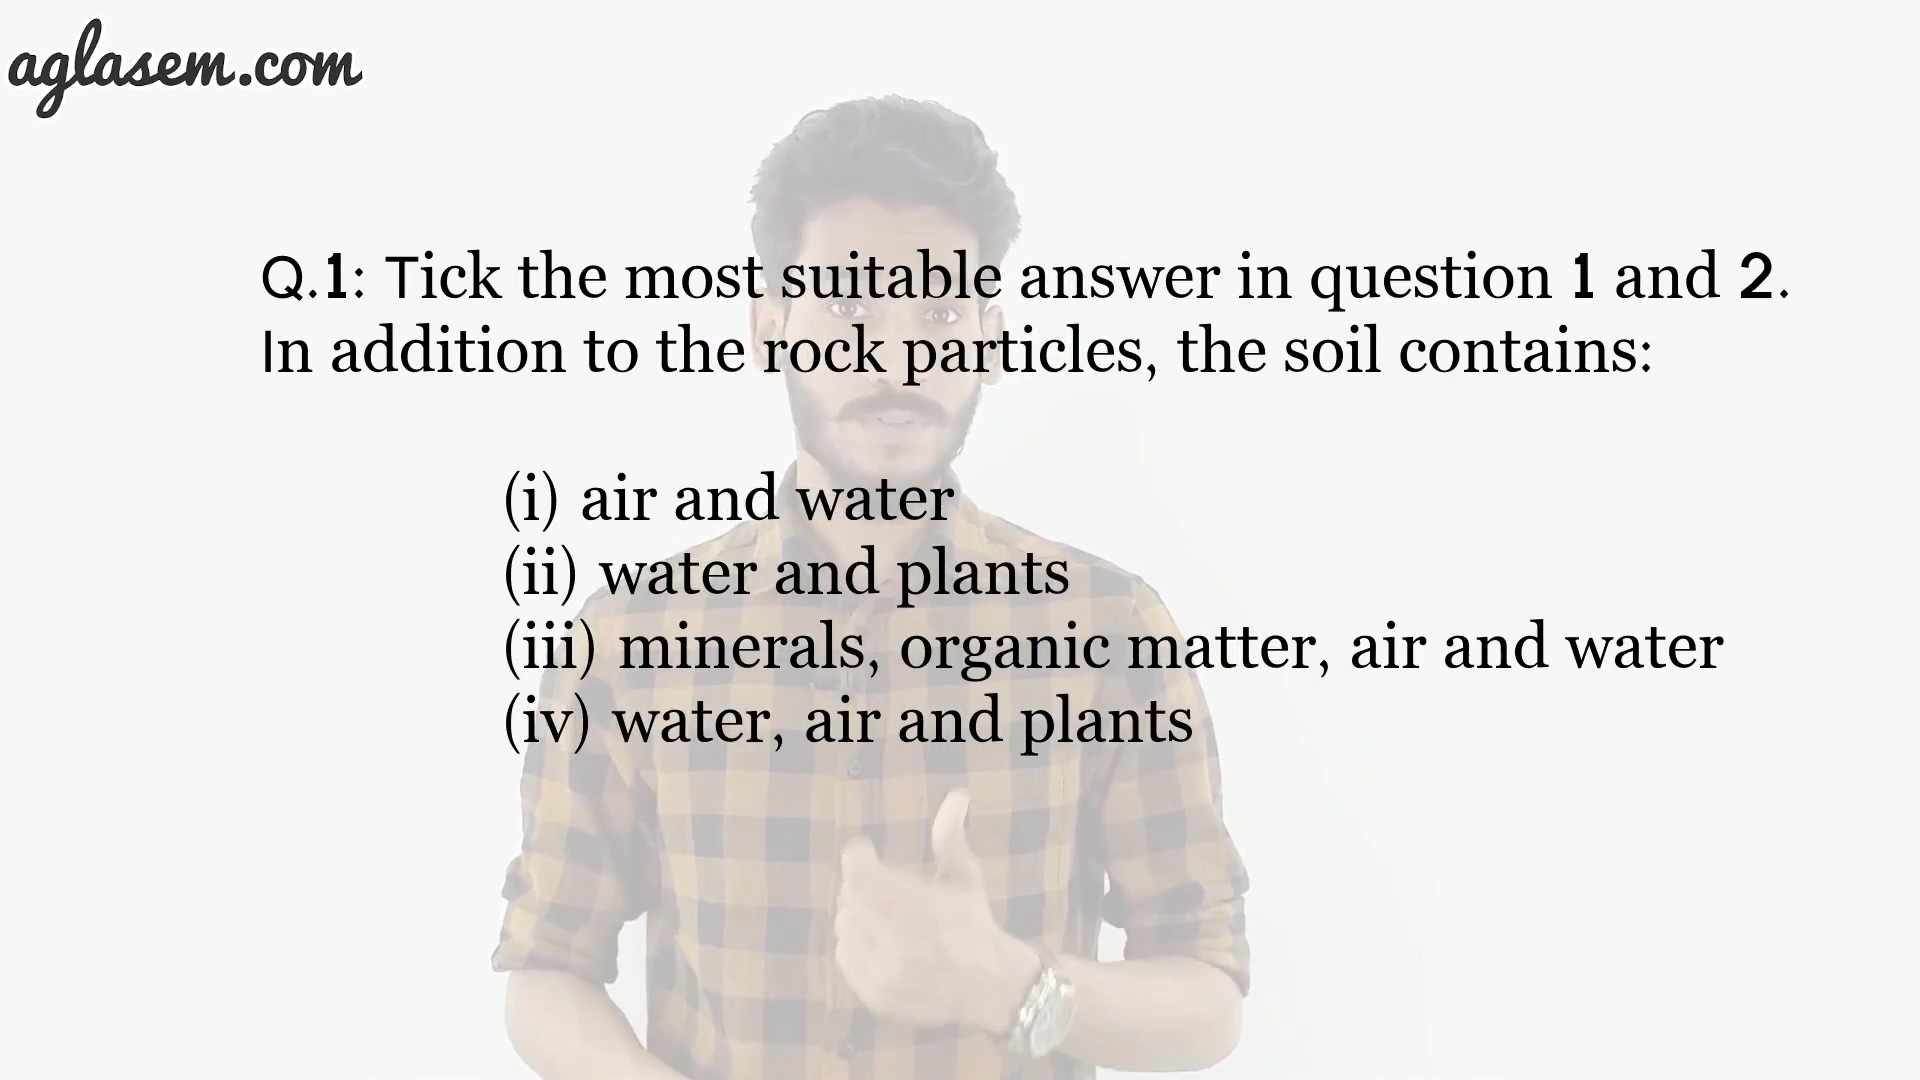 aglasem.com
Q.1: Tick the most suitable answer in question 1 and 2.
In addition to the rock particles, the soil contains:
(i) air and water
(ii) water and plants
(iii) minerals, organic matter, air and water
(iv) water, air and plants